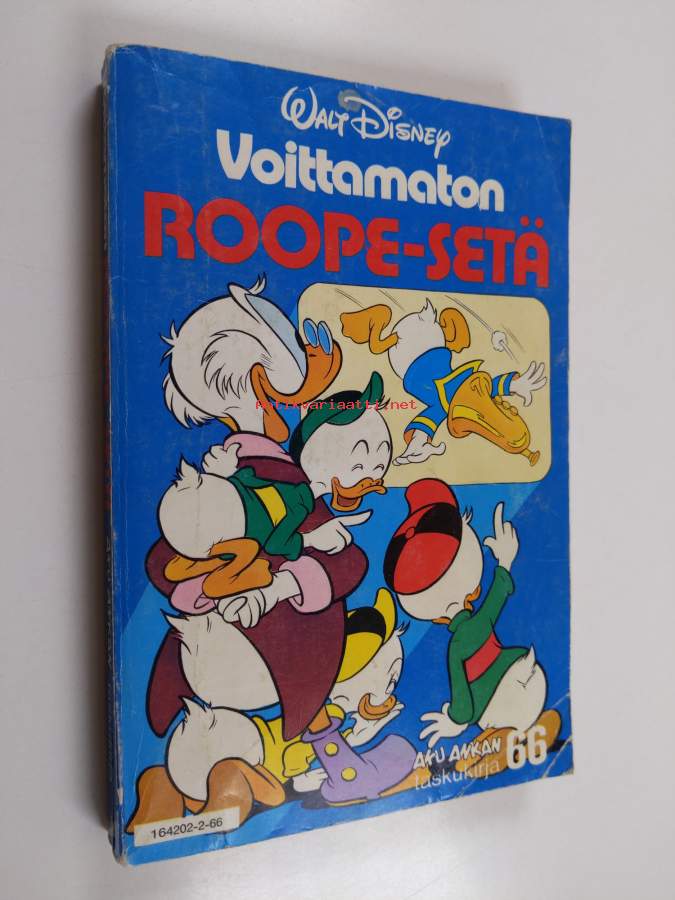 WALT DISNEY
Voittamaton
ROOPE-SETÄ
antikvariaatti.net
AKU ANKAN
taskukirja 66
164202-2-66